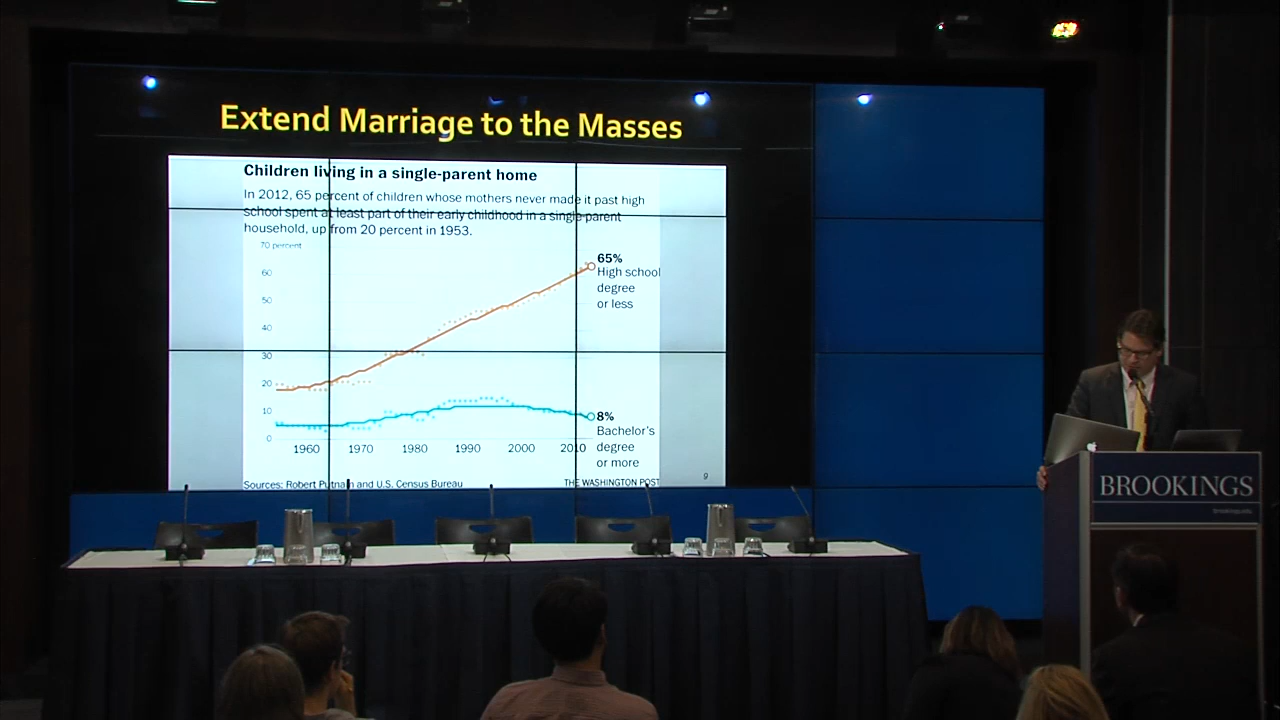 Extend Marriage to the Masses
Children living in a single-parent home
In 2012, 65 percent of children whose mothers never made it past high
school spent at least part of their early childhood in a single-parent
household, up from 20 percent in 1953.
70 percent
60
50
40
30
20
10
0
65%
High school
degree
or less
8%
Bachelor's
degree
or more
1960 1970 1980 1990 2000 2010
Sources: Robert Putnam and U.S. Census Bureau
THE WASHINGTON POST
9
BROOKINGS
brookings.edu